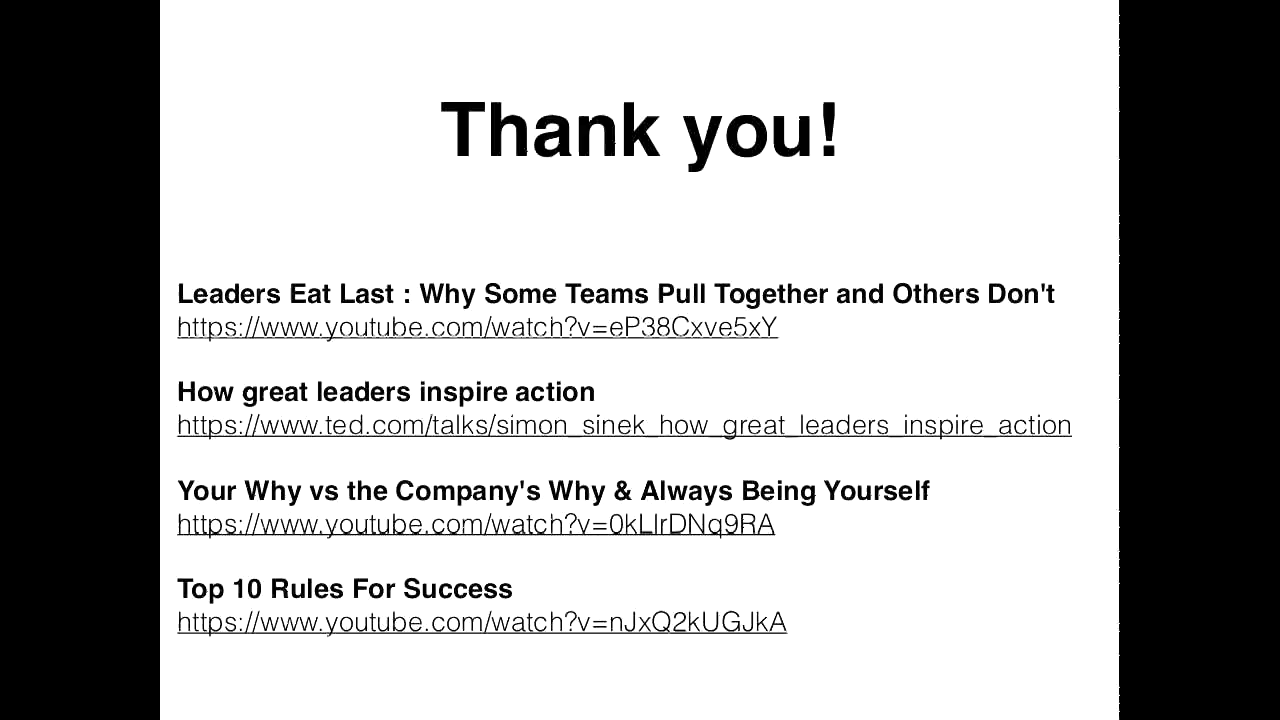 Thank you!
Leaders Eat Last : Why Some Teams Pull Together and Others Don't
https://www.youtube.com/watch?v=eP38Cxve5xY
How great leaders inspire action
https://www.ted.com/talks/simon_sinek_how_great_leaders_inspire_action
Your Why vs the Company's Why & Always Being Yourself
https://www.youtube.com/watch?v=0kLlrDNq9RA
Top 10 Rules For Success
https://www.youtube.com/watch?v=nJxQ2kUGJkA